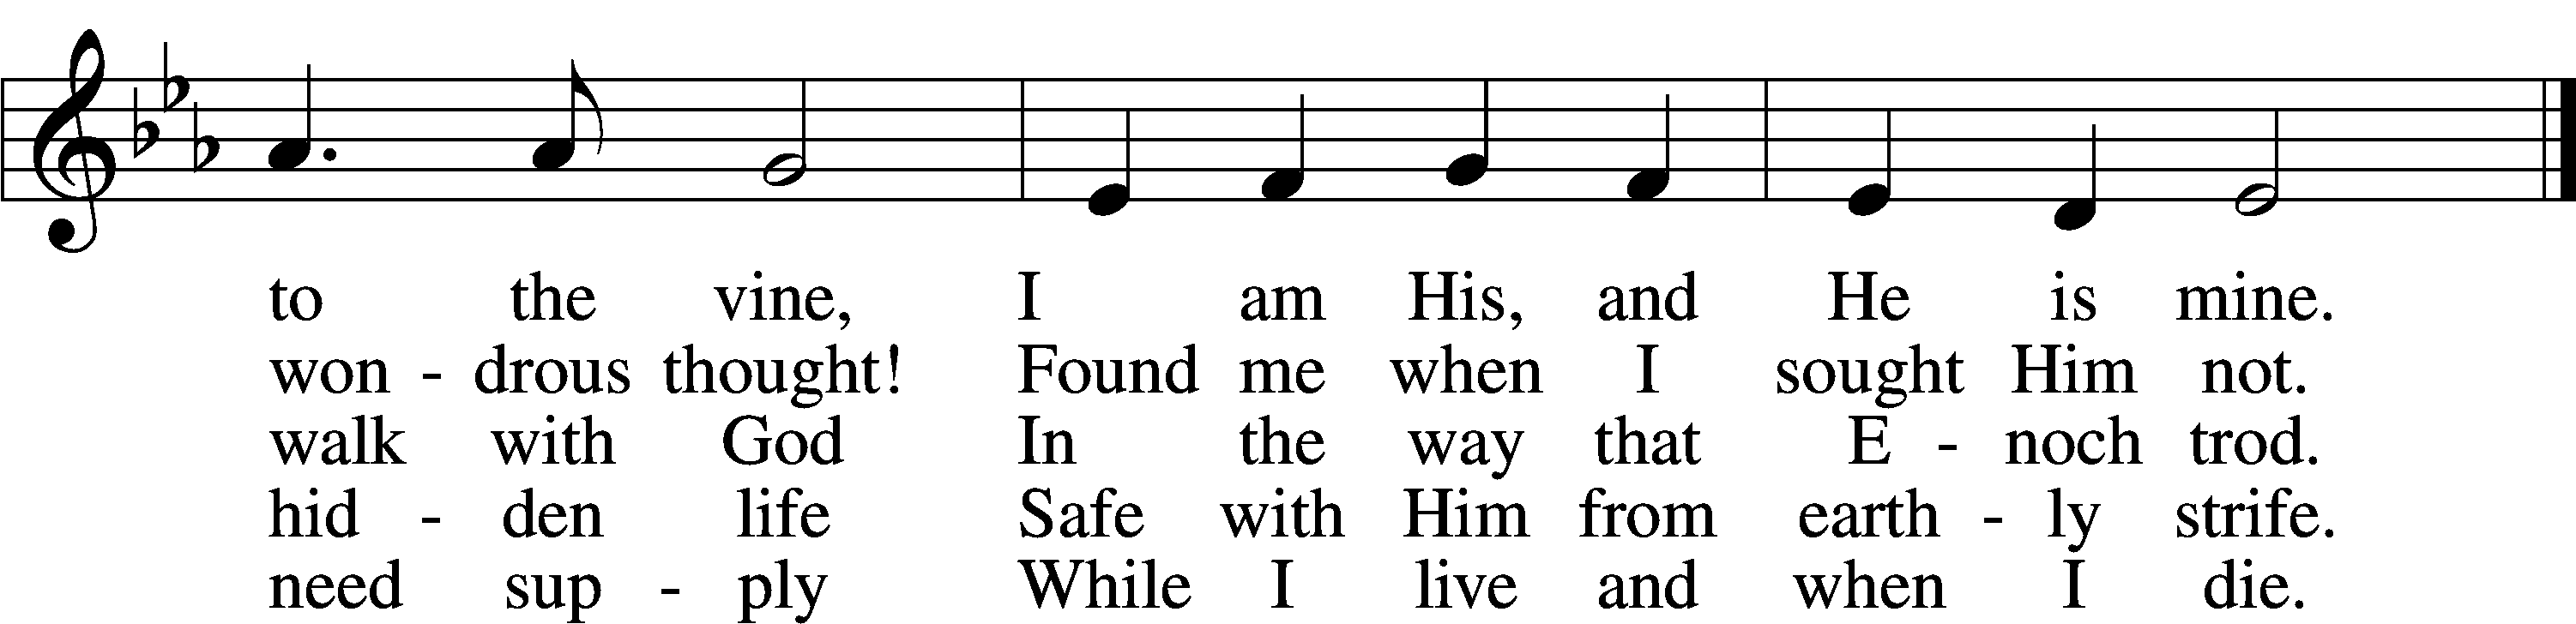 to the vine, I am His, and He is mine.
won - drous thought! Found me when I sought Him not.
walk with God In the way that E - noch trod.
hid - den life Safe with Him from earth - ly strife.
need sup - ply While I live and when I die.